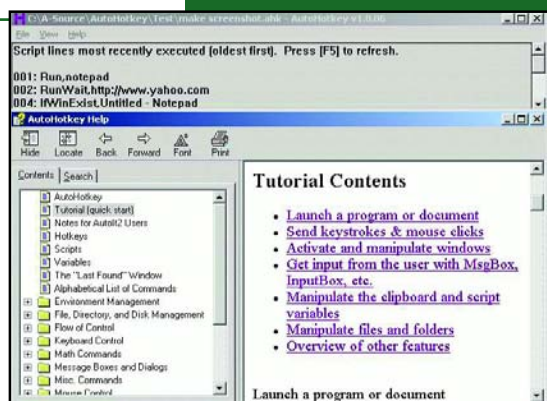 C:\A-Source\AutoHotkey\Test\make screenshot.ahk - AutoHotkey v1.0.06
File View Help
Script lines most recently executed (oldest first). Press [F5] to refresh.
001: Run,notepad
002: RunWait,http://www.yahoo.com
004: IfWinExist,Untitled - Notepad
AutoHotkey Help
Hide Locate Back Forward Font Print
Contents Search
AutoHotkey
Tutorial (quick start)
Notes for AutoIt2 Users
Hotkeys
Scripts
Variables
The "Last Found" Window
Alphabetical List of Commands
Environment Management
File, Directory, and Disk Management
Flow of Control
Keyboard Control
Math Commands
Message Boxes and Dialogs
Misc. Commands
Mouse Control
Tutorial Contents
Launch a program or document
Send keystrokes & mouse clicks
Activate and manipulate windows
Get input from the user with MsgBox,
InputBox, etc.
Manipulate the clipboard and script
variables
Manipulate files and folders
Overview of other features
Launch a program or document